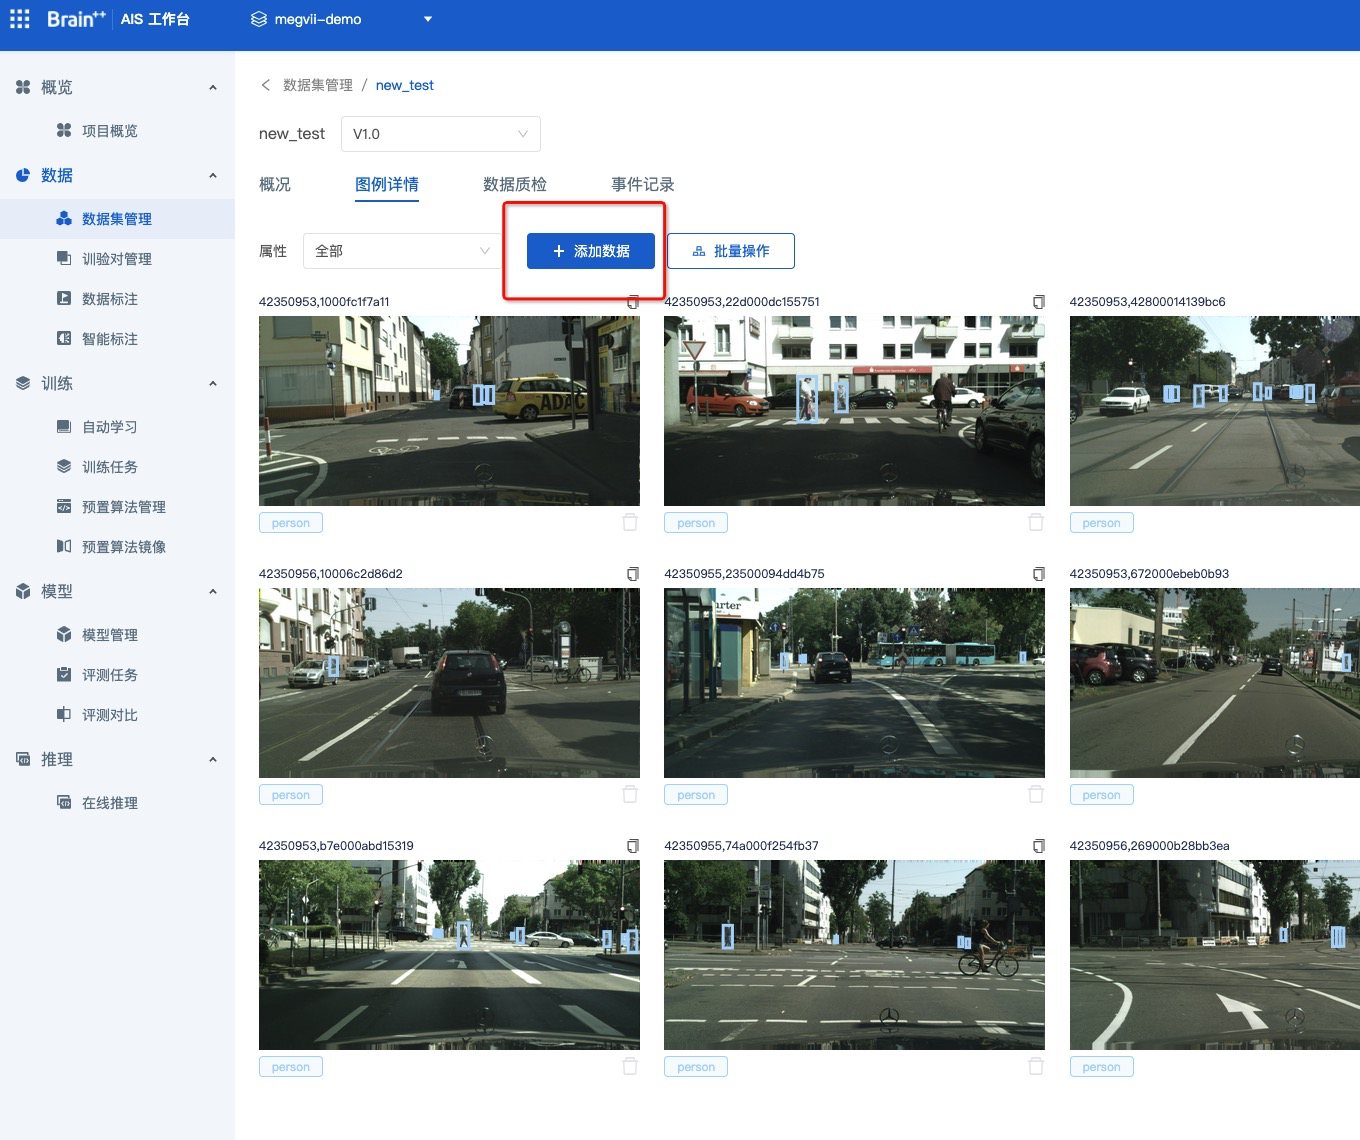 Brain++ AIS 工作台 megvii-demo
概览
项目概览
数据
数据集管理
训验对管理
数据标注
智能标注
训练
自动学习
训练任务
预置算法管理
预置算法镜像
模型
模型管理
评测任务
评测对比
推理
在线推理
数据集管理 / new_test
new_test V1.0
概况 图例详情 数据质检 事件记录
属性 全部 + 添加数据 批量操作
42350953,1000fc1f7a11 42350953,22d000dc155751 42350953,42800014139bc6
ADAC
person person person
42350956,10006c2d86d2 42350955,23500094dd4b75 42350953,672000ebeb0b93
urter
person person person
42350953,b7e000abd15319 42350955,74a000f254fb37 42350956,269000b28bb3ea
person person person